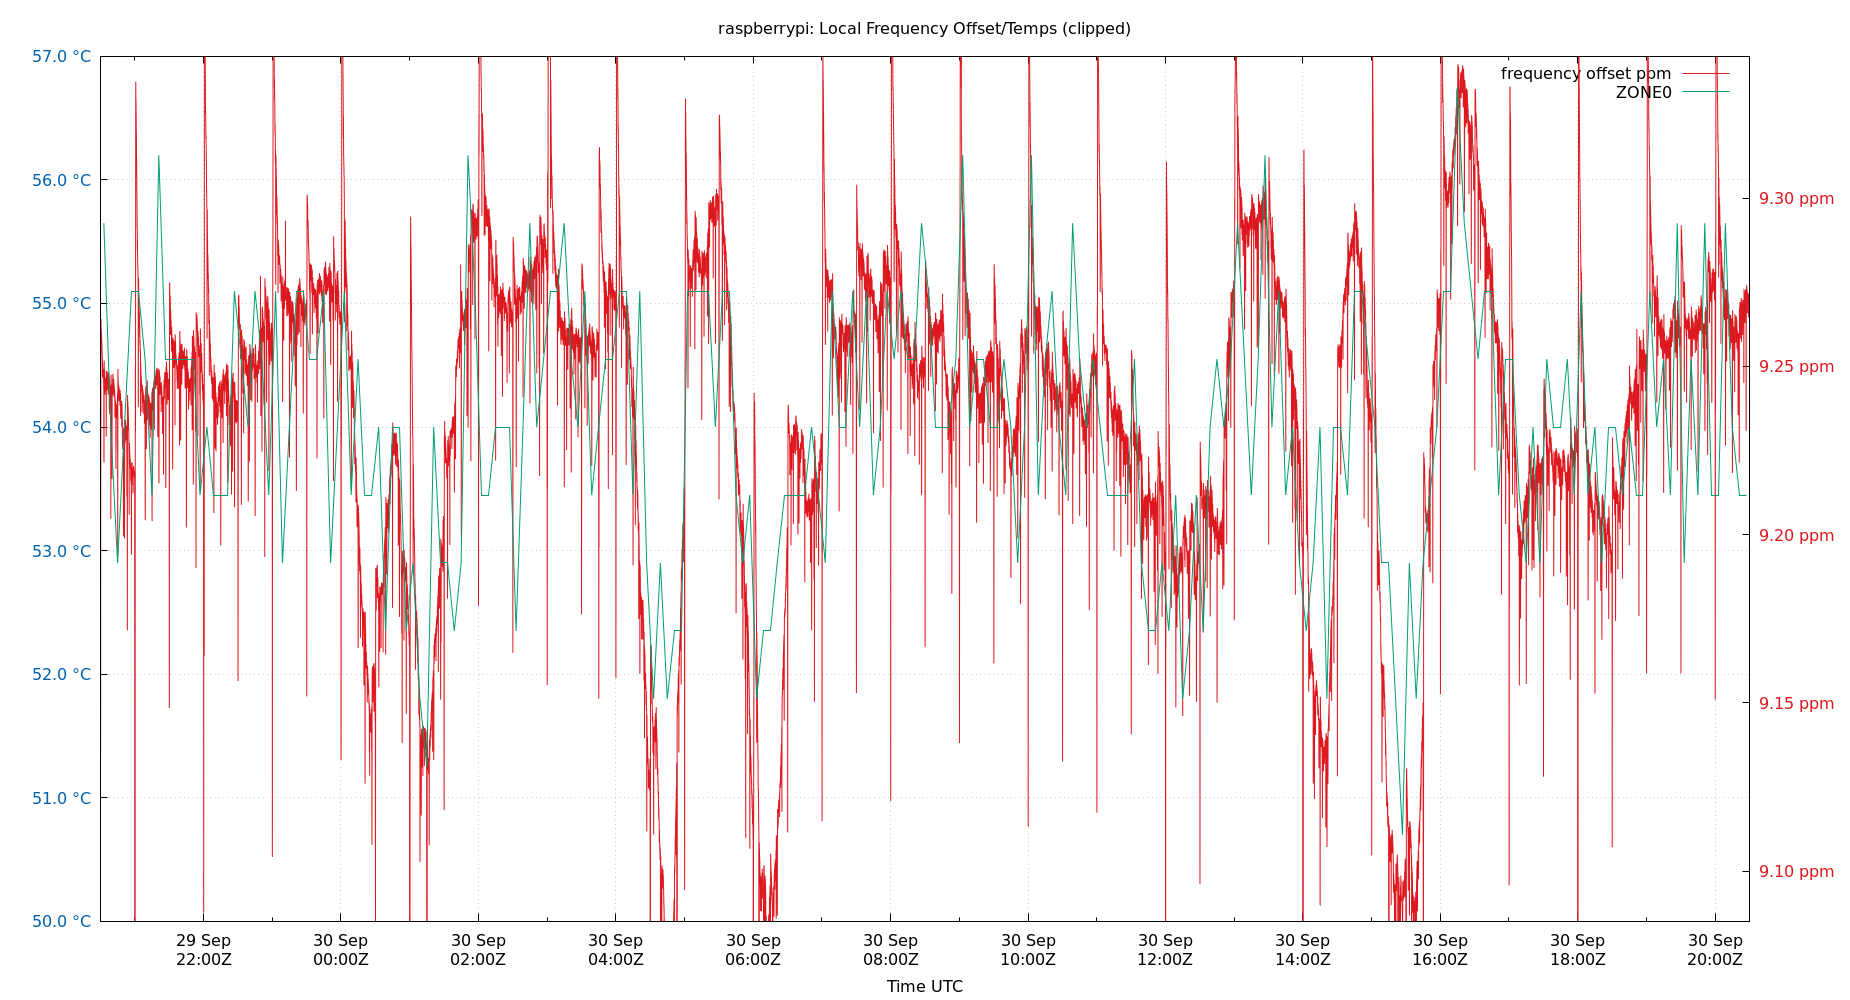 raspberrypi: Local Frequency Offset/Temps (clipped)
57.0 °C
56.0 °C
55.0 °C
54.0 °C
53.0 °C
52.0 °C
51.0 °C
50.0 °C
frequency offset ppm
ZONE0
9.30 ppm
9.25 ppm
9.20 ppm
9.15 ppm
9.10 ppm
29 Sep
22:00Z
30 Sep
00:00Z
30 Sep
02:00Z
30 Sep
04:00Z
30 Sep
06:00Z
30 Sep
08:00Z
30 Sep
10:00Z
30 Sep
12:00Z
30 Sep
14:00Z
30 Sep
16:00Z
30 Sep
18:00Z
30 Sep
20:00Z
Time UTC